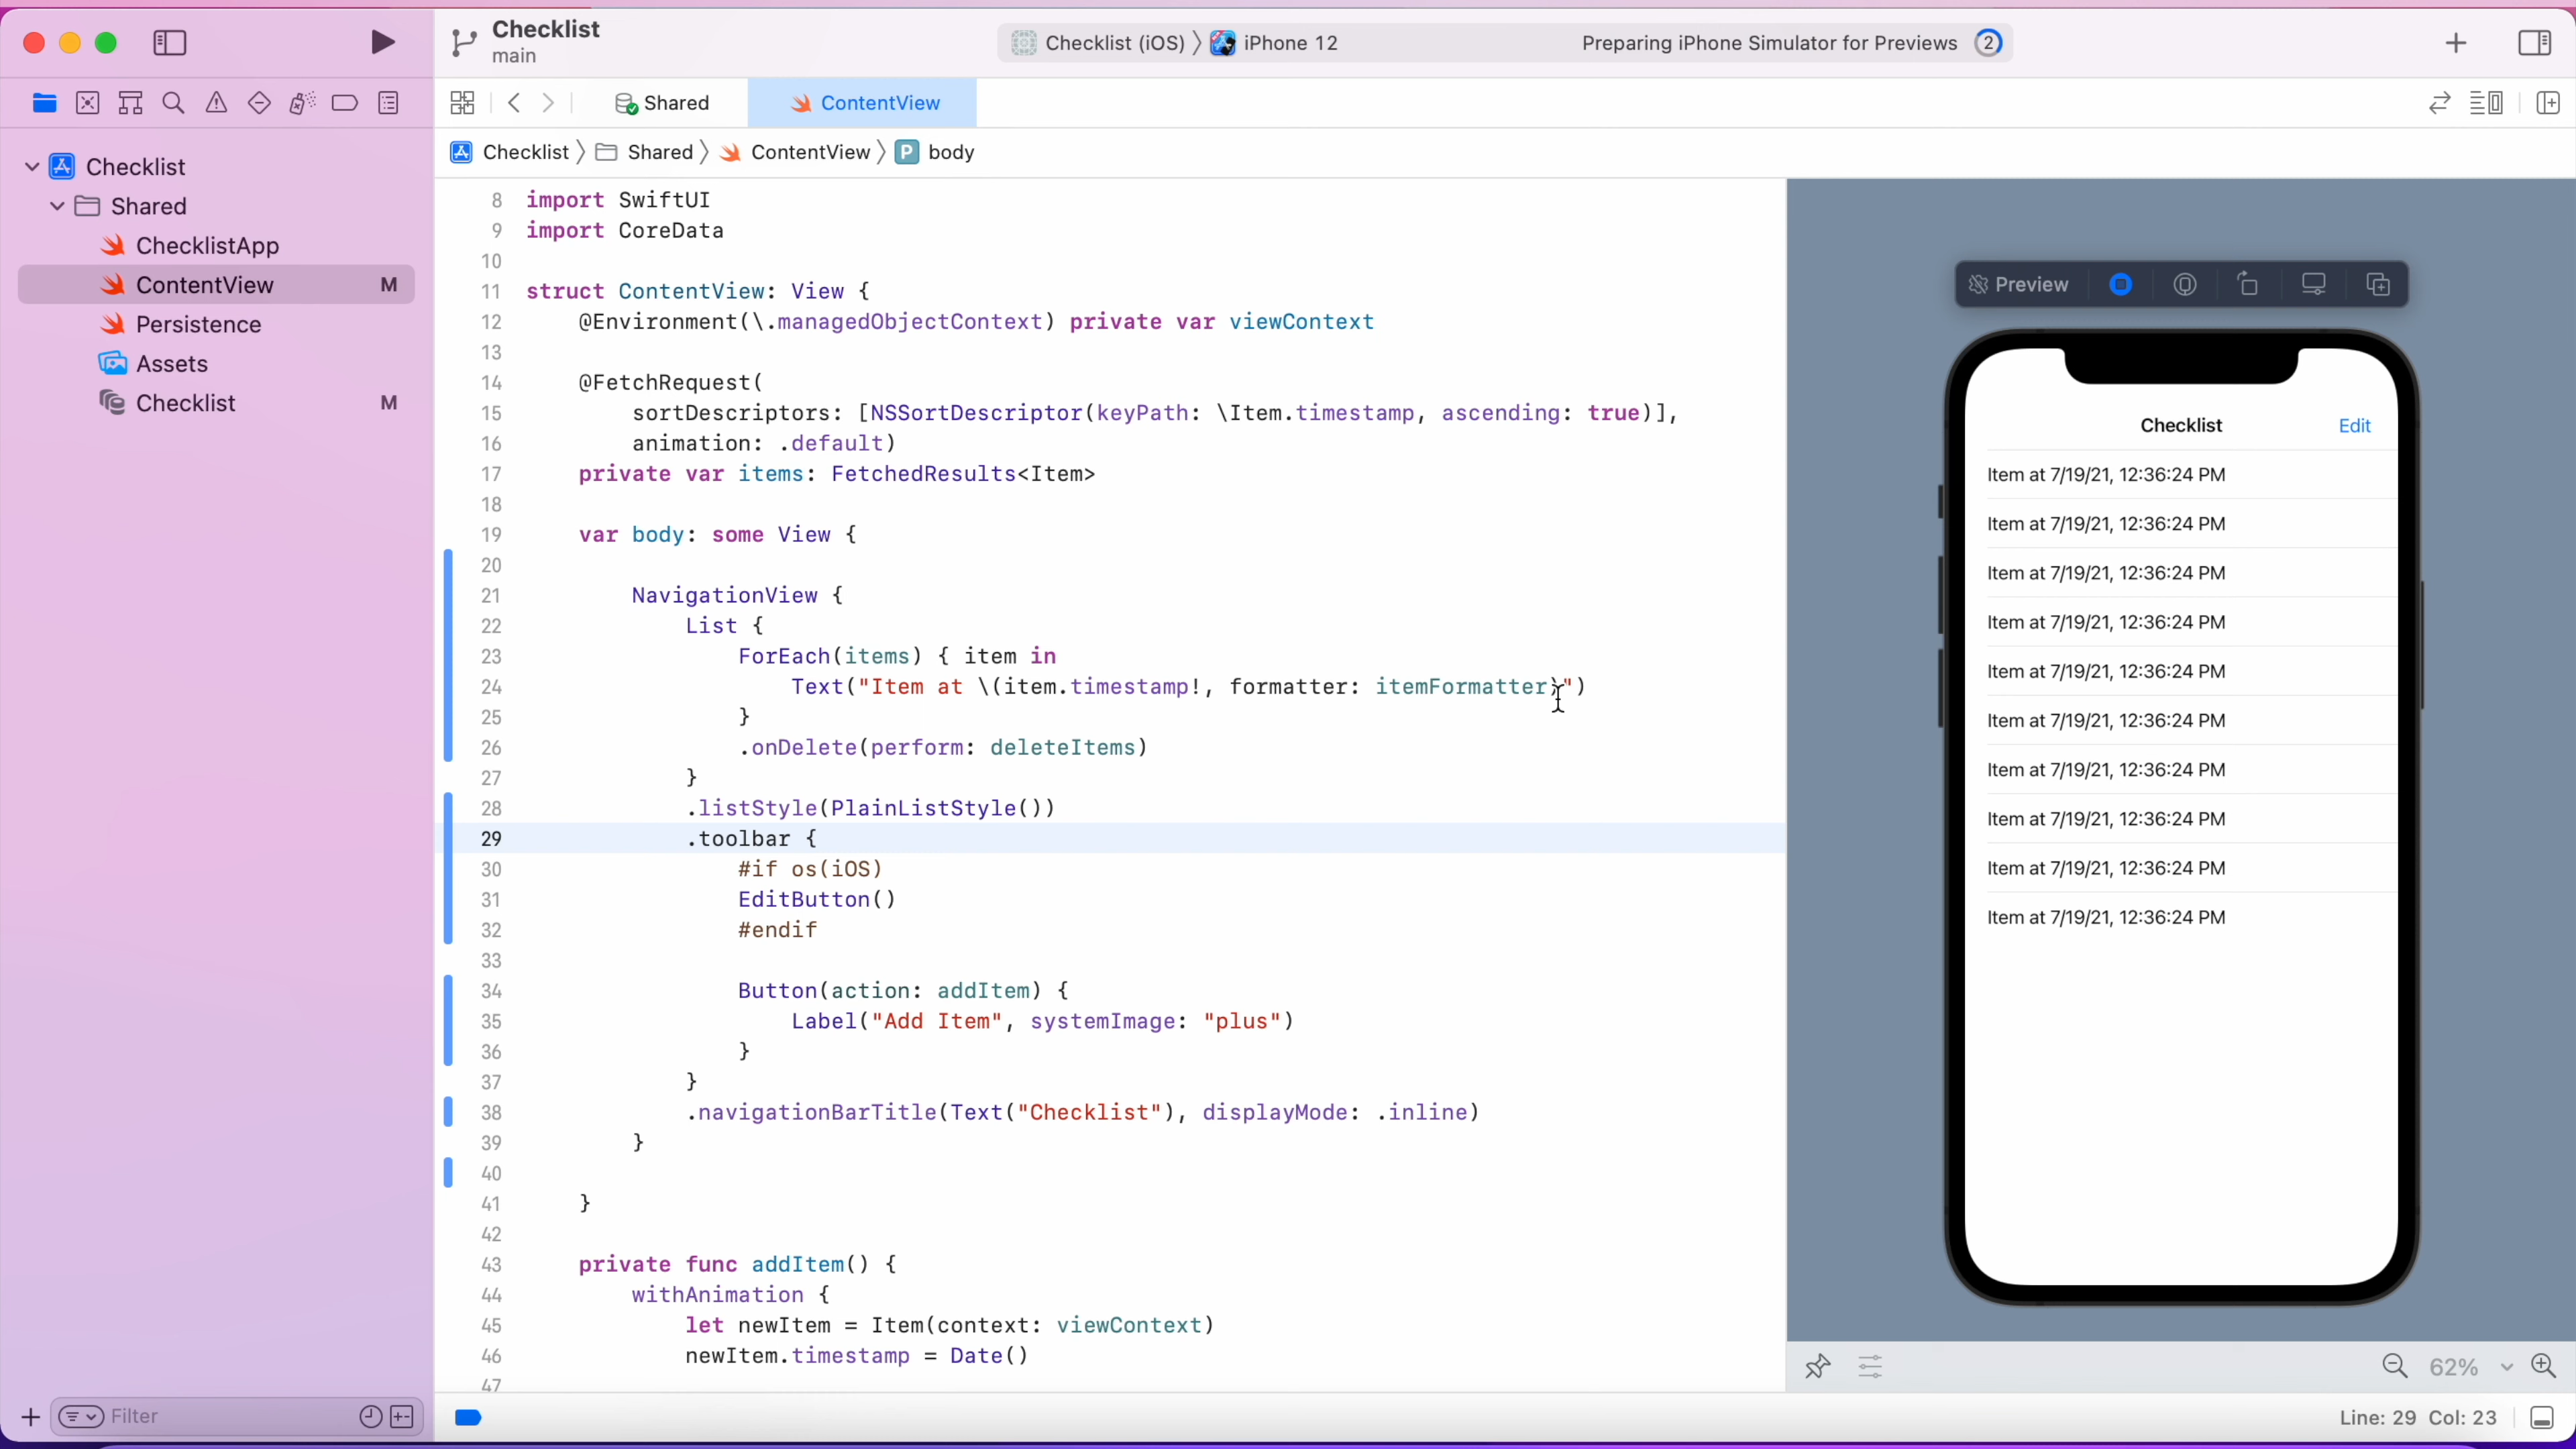 Checklist
main
Checklist (iOS) 〉 iPhone 12
Preparing iPhone Simulator for Previews 2
Shared
ContentView
Checklist 〉 Shared 〉 ContentView 〉 P body
Checklist
Shared
ChecklistApp
ContentView M
Persistence
Assets
Checklist M
Filter
8 import SwiftUI
9 import CoreData
10
11 struct ContentView: View {
12 @Environment(\.managedObjectContext) private var viewContext
13
14 @FetchRequest(
15 sortDescriptors: [NSSortDescriptor(keyPath: \Item.timestamp, ascending: true)],
16 animation: .default)
17 private var items: FetchedResults<Item>
18
19 var body: some View {
20
21 NavigationView {
22 List {
23 ForEach(items) { item in
24 Text("Item at \(item.timestamp!, formatter: itemFormatter)")
25 }
26 .onDelete(perform: deleteItems)
27 }
28 .listStyle(PlainListStyle())
29 .toolbar {
30 #if os(iOS)
31 EditButton()
32 #endif
33
34 Button(action: addItem) {
35 Label("Add Item", systemImage: "plus")
36 }
37 }
38 .navigationBarTitle(Text("Checklist"), displayMode: .inline)
39 }
40
41 }
42
43 private func addItem() {
44 withAnimation {
45 let newItem = Item(context: viewContext)
46 newItem.timestamp = Date()
47
Preview
Checklist
Edit
Item at 7/19/21, 12:36:24 PM
Item at 7/19/21, 12:36:24 PM
Item at 7/19/21, 12:36:24 PM
Item at 7/19/21, 12:36:24 PM
Item at 7/19/21, 12:36:24 PM
Item at 7/19/21, 12:36:24 PM
Item at 7/19/21, 12:36:24 PM
Item at 7/19/21, 12:36:24 PM
Item at 7/19/21, 12:36:24 PM
Item at 7/19/21, 12:36:24 PM
62%
Line: 29 Col: 23